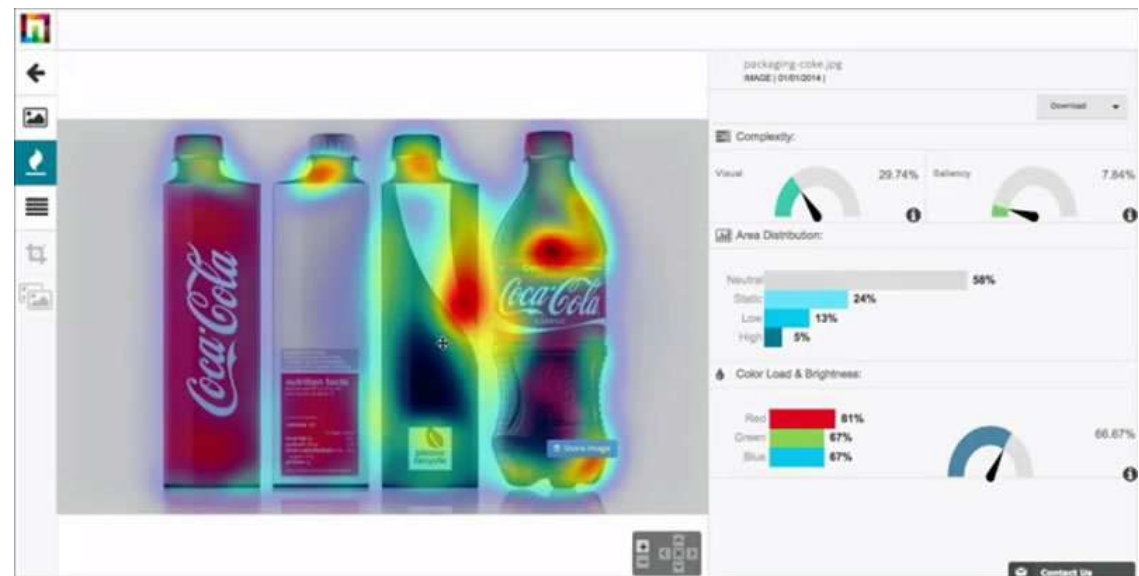 packaging-coke.jpg
IMAGE | 01/01/2014 |
Download
Complexity:
Visual
29.74%
Saliency
7.84%
Area Distribution:
Neutral
58%
Static
24%
Low
13%
High
5%
Color Load & Brightness:
Red
81%
Green
67%
Blue
67%
66.67%
Contact Us
Coca-Cola
nutrition facts
Coca-Cola
CLASSIC
Share Image